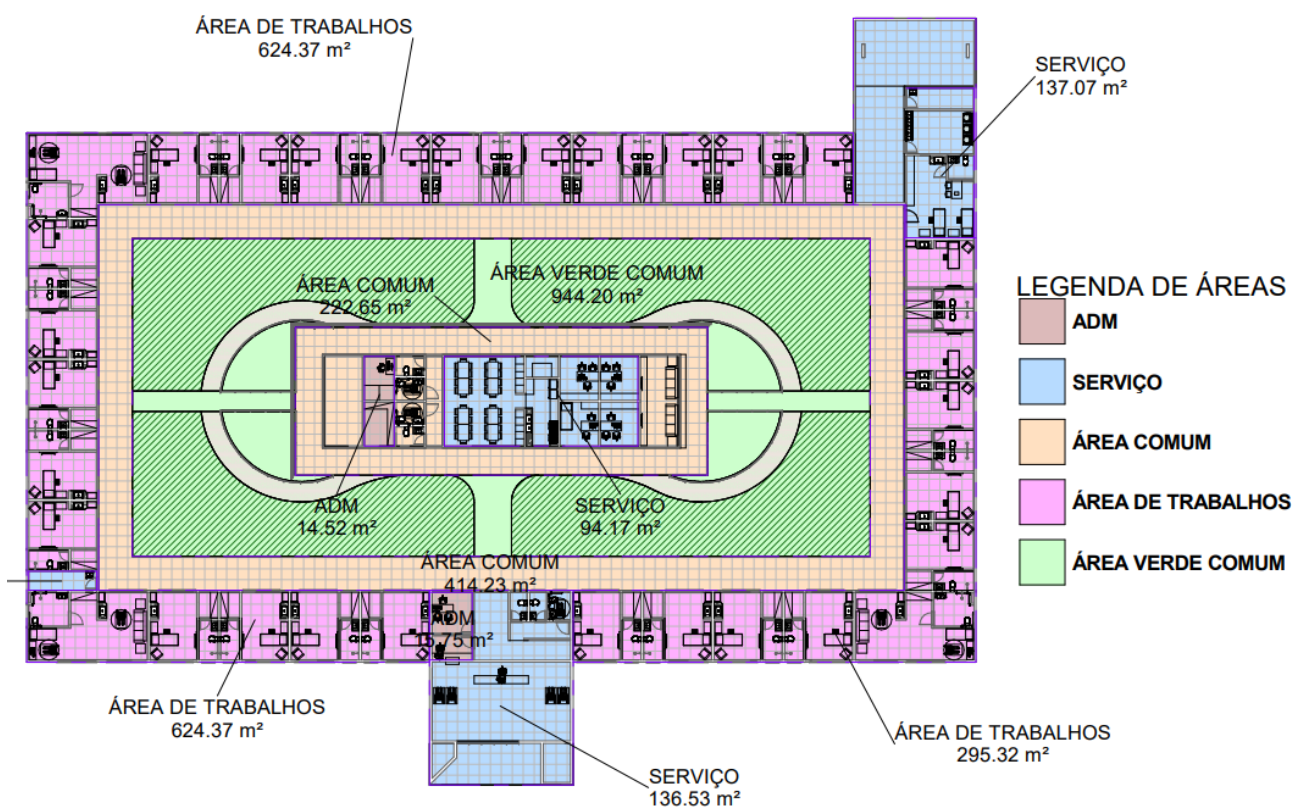 ÁREA DE TRABALHOS
624.37 m²
SERVIÇO
137.07 m²
ÁREA COMUM
222.65 m²
ÁREA VERDE COMUM
944.20 m²
LEGENDA DE ÁREAS
ADM
SERVIÇO
ÁREA COMUM
ÁREA DE TRABALHOS
ÁREA VERDE COMUM
ADM
14.52 m²
SERVIÇO
94.17 m²
ÁREA COMUM
414.23 m²
ADM
15.75 m²
ÁREA DE TRABALHOS
624.37 m²
ÁREA DE TRABALHOS
295.32 m²
SERVIÇO
136.53 m²